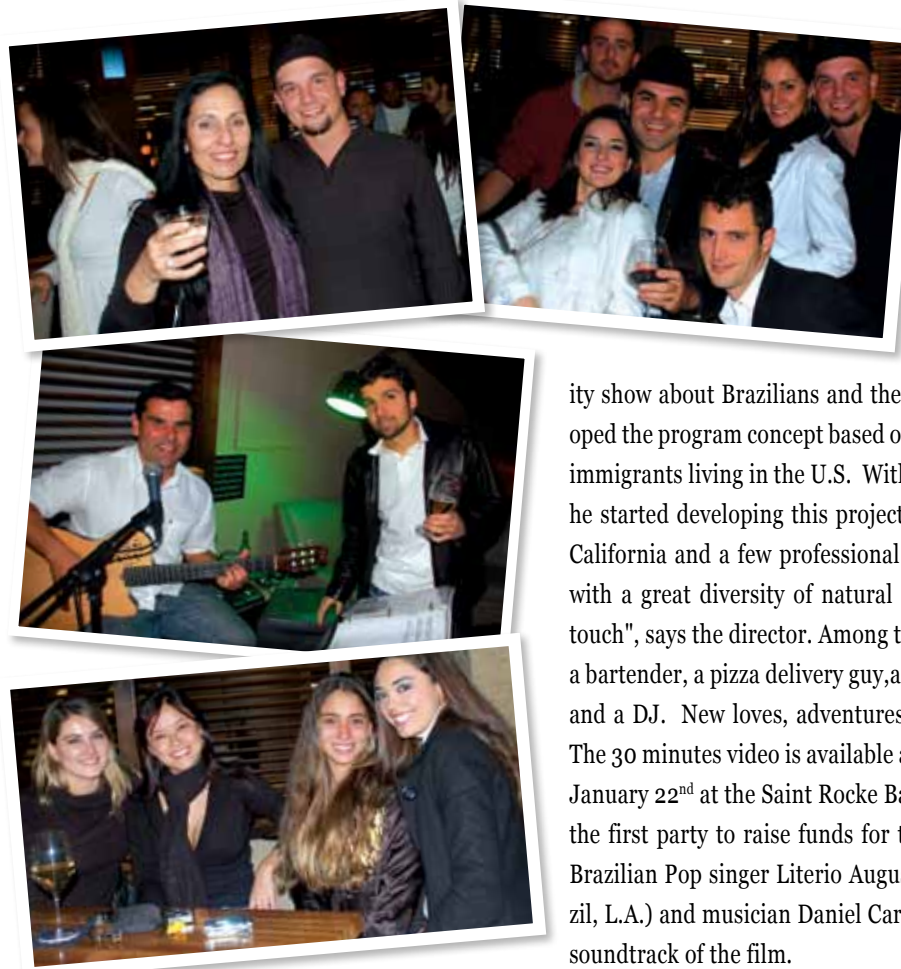 ity show about Brazilians and the
oped the program concept based o
immigrants living in the U.S. With
he started developing this project
California and a few professional
with a great diversity of natural
touch", says the director. Among t
a bartender, a pizza delivery guy,a
and a DJ. New loves, adventures
The 30 minutes video is available a
January 22nd at the Saint Rocke Ba
the first party to raise funds for t
Brazilian Pop singer Literio Augu
zil, L.A.) and musician Daniel Car
soundtrack of the film.